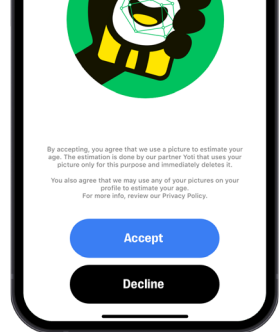 By accepting, you agree that we use a picture to estimate your
age. The estimation is done by our partner Yoti that uses your
picture only for this purpose and immediately deletes it.
You also agree that we may use any of your pictures on your
profile to estimate your age.
For more info, review our Privacy Policy.
Accept
Decline